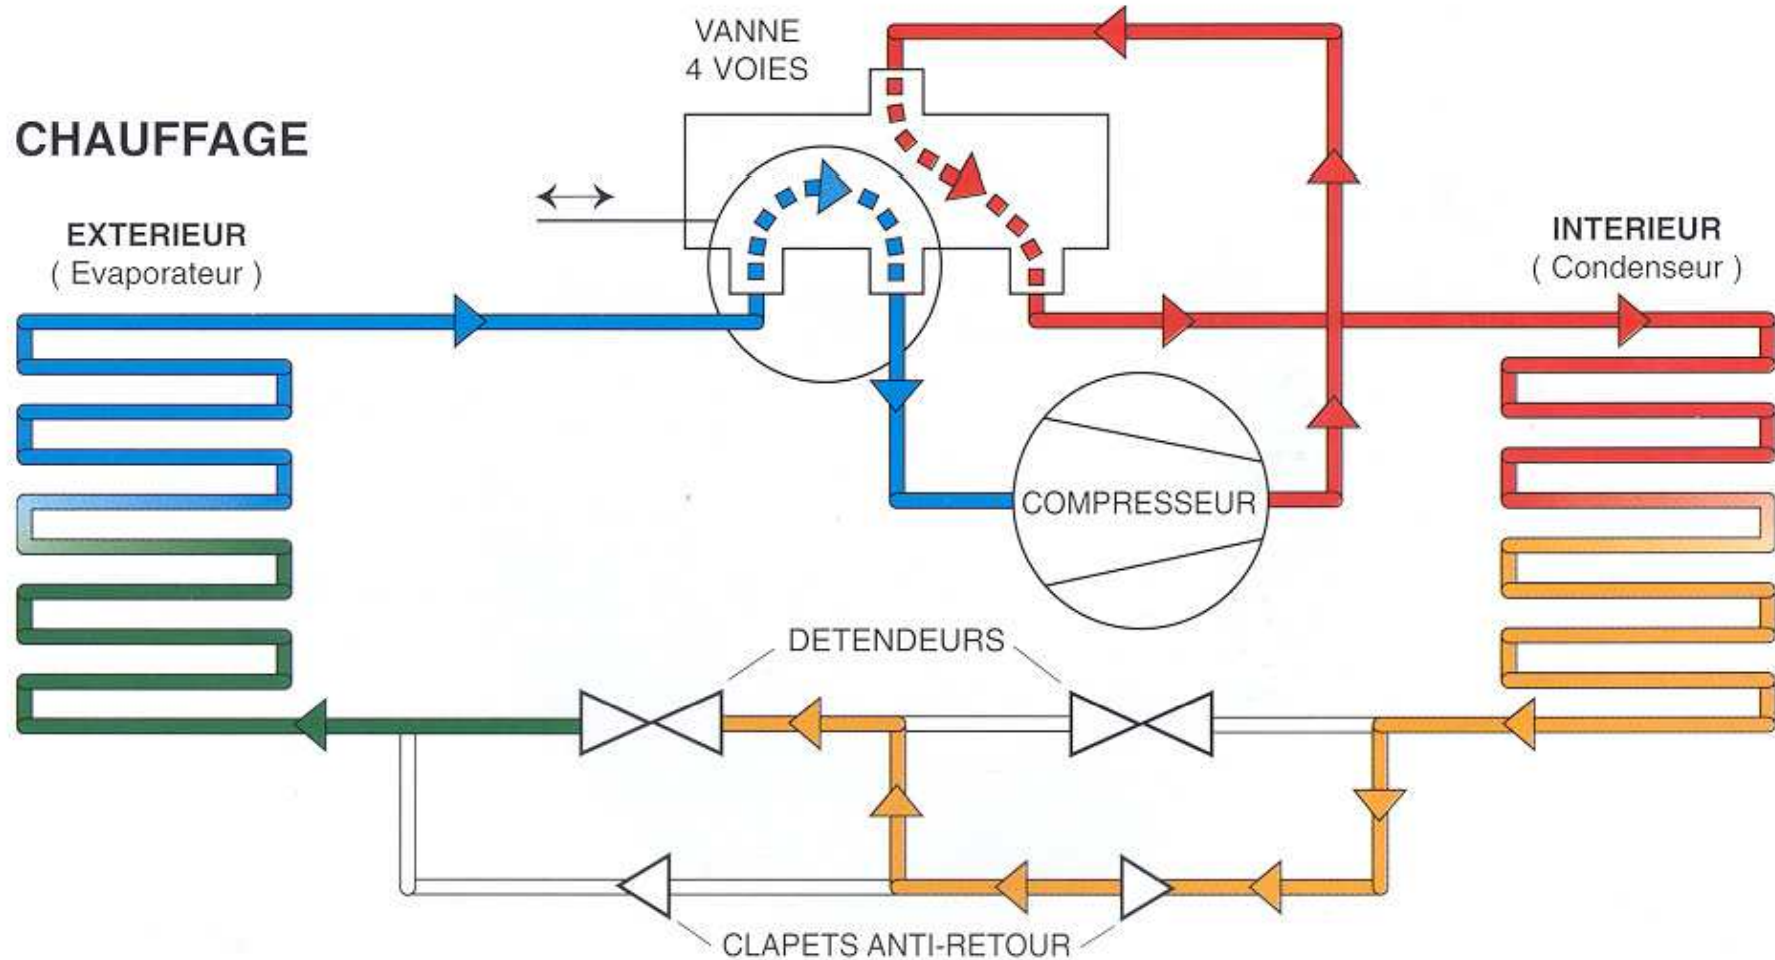 VANNE
4 VOIES
CHAUFFAGE
EXTERIEUR
( Evaporateur )
INTERIEUR
( Condenseur )
COMPRESSEUR
DETENDEURS
CLAPETS ANTI-RETOUR